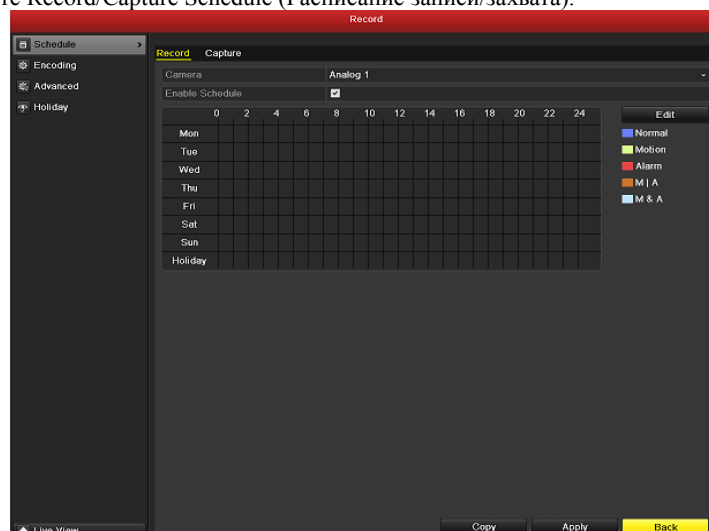 те Record/Capture Schedule (Расписание записи/захвата).
Record
Schedule >
Encoding
Advanced
Holiday
Record Capture
Camera Analog 1
Enable Schedule
0 2 4 6 8 10 12 14 16 18 20 22 24
Mon
Tue
Wed
Thu
Fri
Sat
Sun
Holiday
Edit
Normal
Motion
Alarm
M | A
M & A
Live View
Copy Apply Back